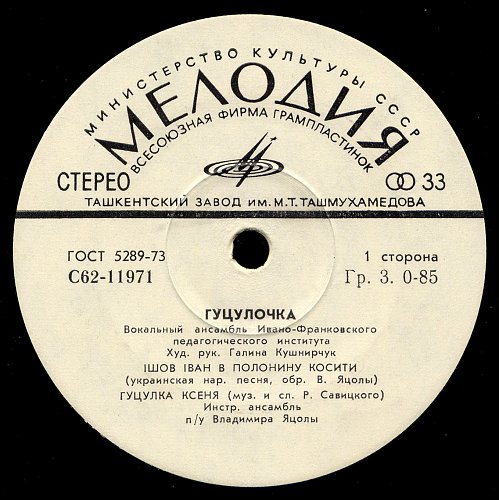 МИНИСТЕРСТВО КУЛЬТУРЫ СССР
МЕЛОДИЯ
ВСЕСОЮЗНАЯ ФИРМА ГРАМПЛАСТИНОК
СТЕРЕО 33
ТАШКЕНТСКИЙ ЗАВОД ИМ. М.Т. ТАШМУХАМЕДОВА
ГОСТ 5289-73 1 сторона
С62-11971 Гр. 3. 0-85
ГУЦУЛОЧКА
Вокальный ансамбль Ивано-Франковского
педагогического института
Худ. рук. Галина Кушнирчук
ІШОВ ІВАН В ПОЛОНИНУ КОСИТИ
(украинская нар. песня, обр. В. Яцолы)
ГУЦУЛКА КСЕНЯ (муз. и сл. Р. Савицкого)
Инстр. ансамбль
п/у Владимира Яцолы